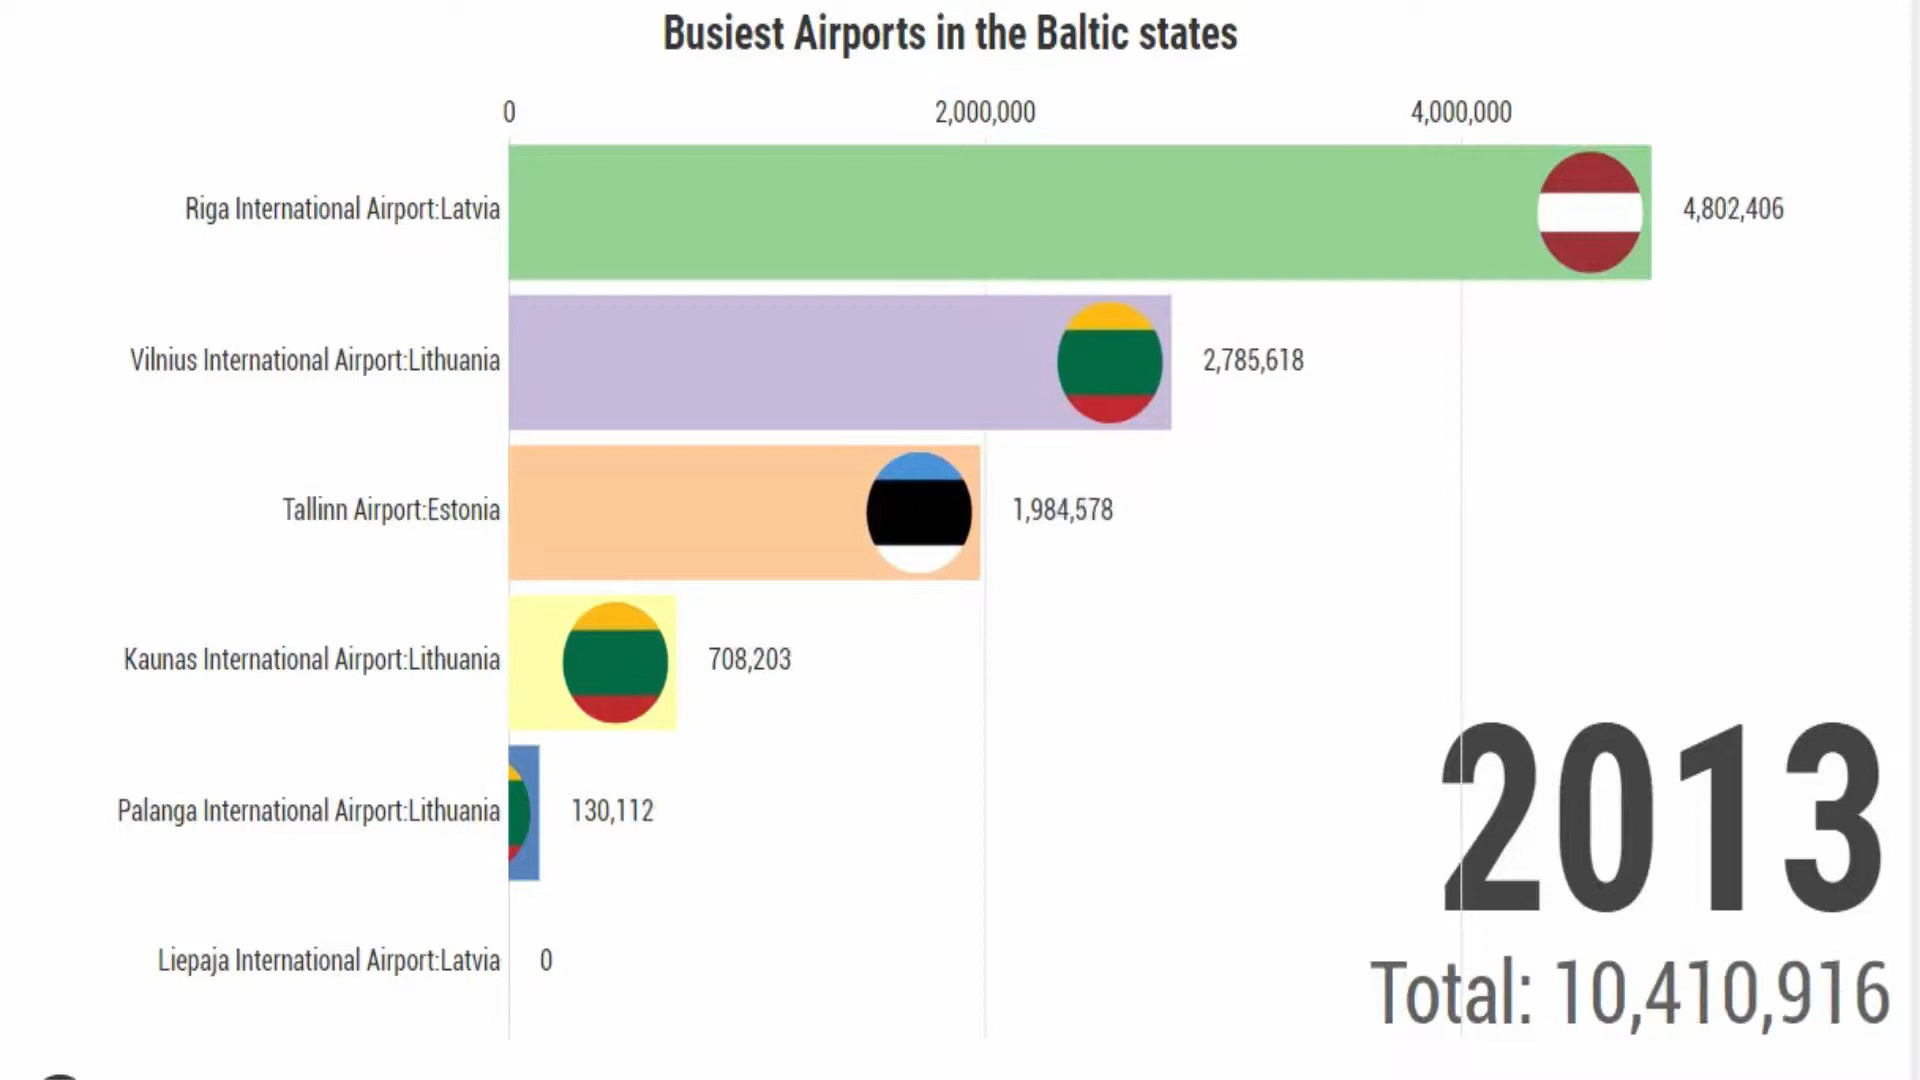 Busiest Airports in the Baltic states
0 2,000,000 4,000,000
Riga International Airport:Latvia 4,802,406
Vilnius International Airport:Lithuania 2,785,618
Tallinn Airport:Estonia 1,984,578
Kaunas International Airport:Lithuania 708,203
Palanga International Airport:Lithuania 130,112
Liepaja International Airport:Latvia 0
2013
Total: 10,410,916